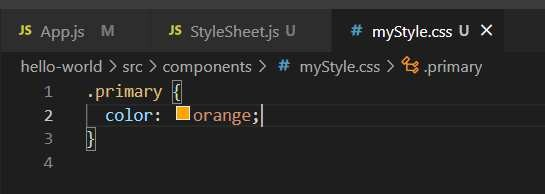 JS App.js M JS StyleSheet.js U # myStyle.css U ×
hello-world > src > components > # myStyle.css > .primary
1 .primary {
2 color: orange;
3 }
4